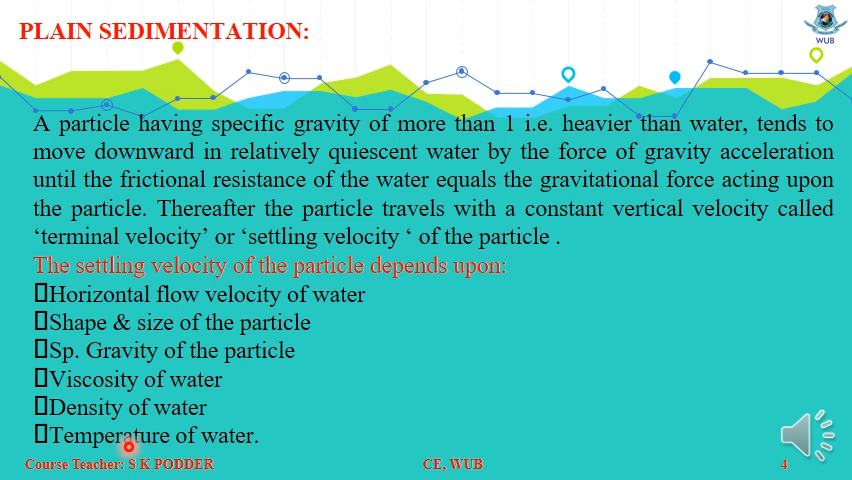 PLAIN SEDIMENTATION:
WUB
A particle having specific gravity of more than 1 i.e. heavier than water, tends to
move downward in relatively quiescent water by the force of gravity acceleration
until the frictional resistance of the water equals the gravitational force acting upon
the particle. Thereafter the particle travels with a constant vertical velocity called
‘terminal velocity’ or ‘settling velocity ‘ of the particle .
The settling velocity of the particle depends upon:
Horizontal flow velocity of water
Shape & size of the particle
Sp. Gravity of the particle
Viscosity of water
Density of water
Temperature of water.
Course Teacher: S K PODDER CE, WUB 4